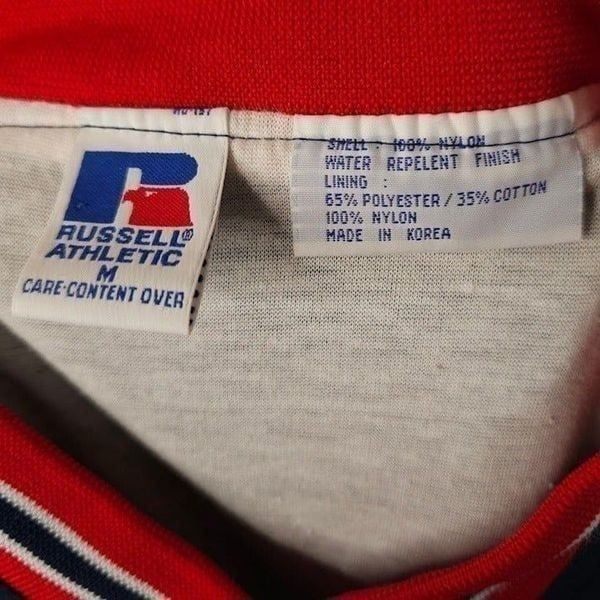 RUSSELL®
ATHLETIC
M
CARE·CONTENT OVER
SHELL : 100% NYLON
WATER REPELENT FINISH
LINING :
65% POLYESTER / 35% COTTON
100% NYLON
MADE IN KOREA